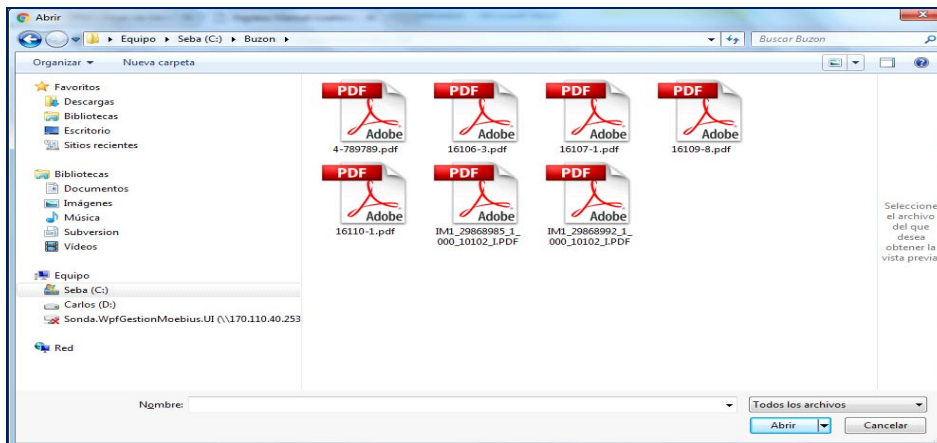 Abrir
Equipo Seba (C:) Buzon
Buscar Buzon
Organizar Nueva carpeta
Favoritos
Descargas
Bibliotecas
Escritorio
Sitios recientes
Bibliotecas
Documentos
Imágenes
Música
Subversion
Vídeos
Equipo
Seba (C:)
Carlos (D:)
Sonda.WpfGestionMoebius.UI (\\170.110.40.253
Red
PDF PDF PDF PDF
Adobe Adobe Adobe Adobe
4-789789.pdf 16106-3.pdf 16107-1.pdf 16109-8.pdf
PDF PDF PDF
Adobe Adobe Adobe
16110-1.pdf IM1_29868985_1_ IM1_29868992_1_
000_10102_I.PDF 000_10102_I.PDF
Seleccione
el archivo
del que
desea
obtener la
vista previa
Nombre:
Todos los archivos
Abrir Cancelar